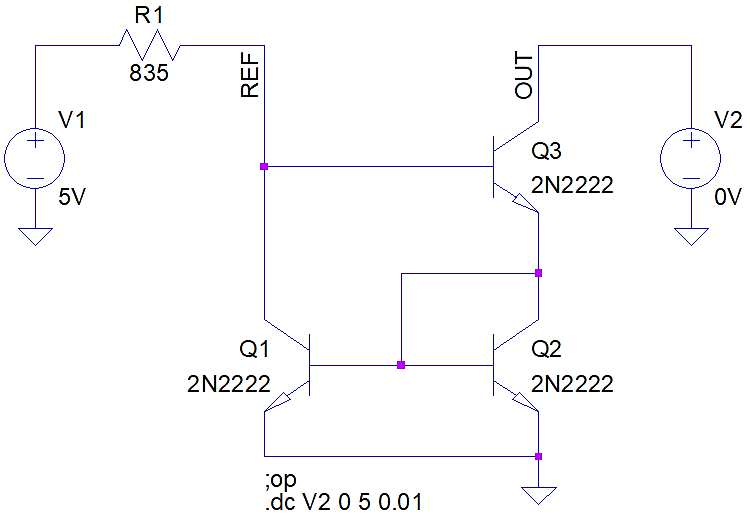 R1
835
REF
OUT
V1
5V
V2
0V
Q3
2N2222
Q1
2N2222
Q2
2N2222
;op
.dc V2 0 5 0.01